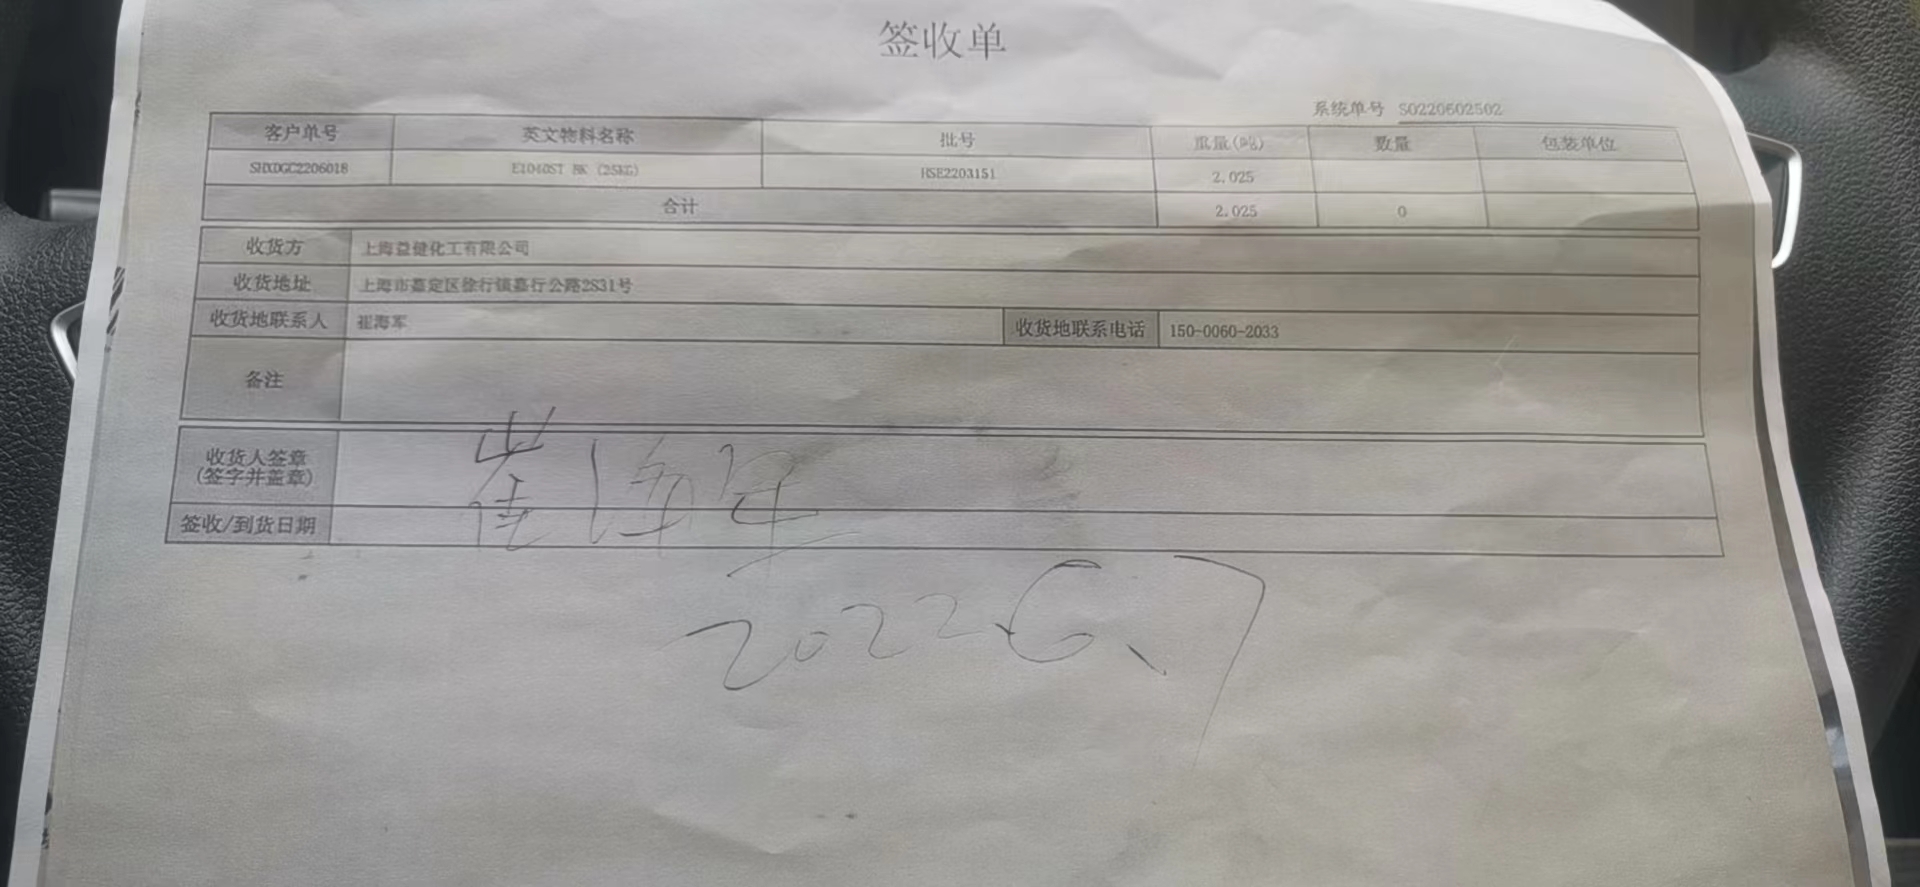 签收单
系统单号 SO220602502
客户单号 英文物料名称 批号 重量(吨) 数量 包装单位
SHXDGC2206018 E1040ST BK (25KG) HSE2203151 2.025
合计 2.025 0
收货方 上海益健化工有限公司
收货地址 上海市嘉定区徐行镇嘉行公路2831号
收货地联系人 崔海军 收货地联系电话 150-0060-2033
备注
收货人签章
(签字并盖章) 崔海军
签收/到货日期
2022.6.7